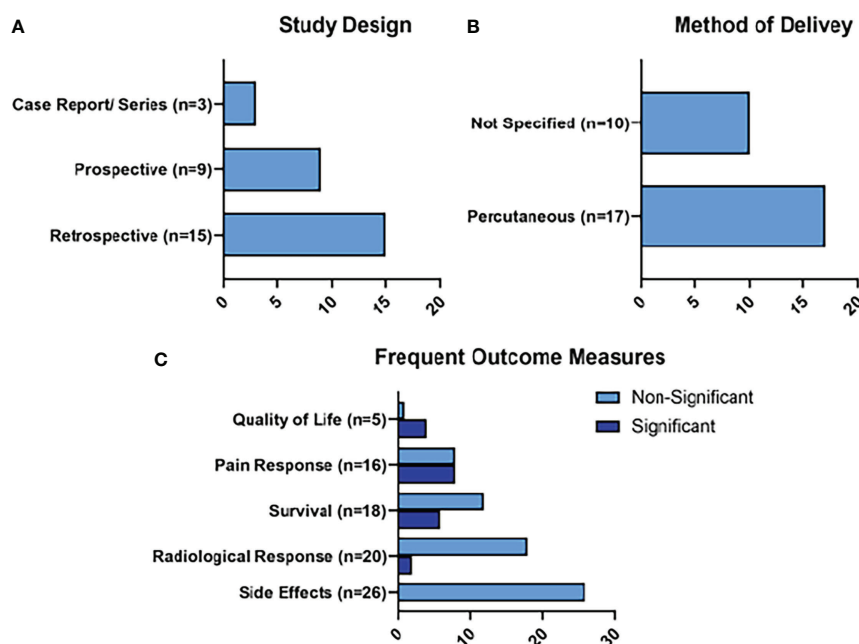 A
Study Design
Case Report/ Series (n=3)
Prospective (n=9)
Retrospective (n=15)
0 5 10 15 20
B
Method of Delivey
Not Specified (n=10)
Percutaneous (n=17)
0 5 10 15 20
C
Frequent Outcome Measures
Non-Significant
Significant
Quality of Life (n=5)
Pain Response (n=16)
Survival (n=18)
Radiological Response (n=20)
Side Effects (n=26)
0 10 20 30